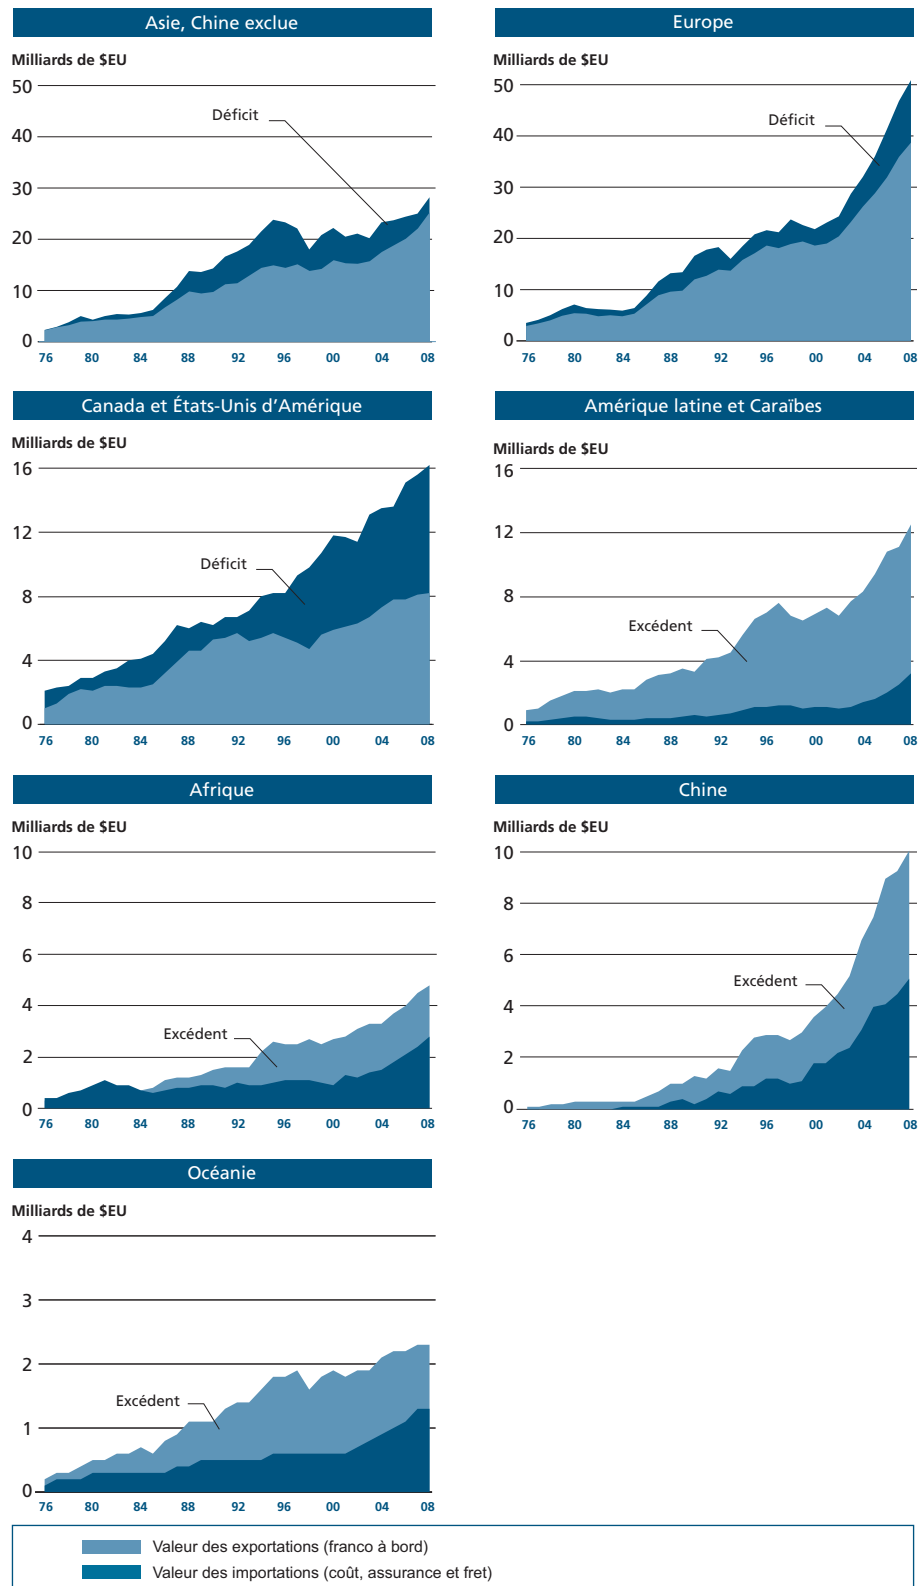 Asie, Chine exclue
Milliards de $EU
50
40
30
20
10
0
Déficit
76 80 84 88 92 96 00 04 08
Europe
Milliards de $EU
50
40
30
20
10
0
Déficit
76 80 84 88 92 96 00 04 08
Canada et États-Unis d’Amérique
Milliards de $EU
16
12
8
4
0
Déficit
76 80 84 88 92 96 00 04 08
Amérique latine et Caraïbes
Milliards de $EU
16
12
8
4
0
Excédent
76 80 84 88 92 96 00 04 08
Afrique
Milliards de $EU
10
8
6
4
2
0
Excédent
76 80 84 88 92 96 00 04 08
Chine
Milliards de $EU
10
8
6
4
2
0
Excédent
76 80 84 88 92 96 00 04 08
Océanie
Milliards de $EU
4
3
2
1
0
Excédent
76 80 84 88 92 96 00 04 08
Valeur des exportations (franco à bord)
Valeur des importations (coût, assurance et fret)